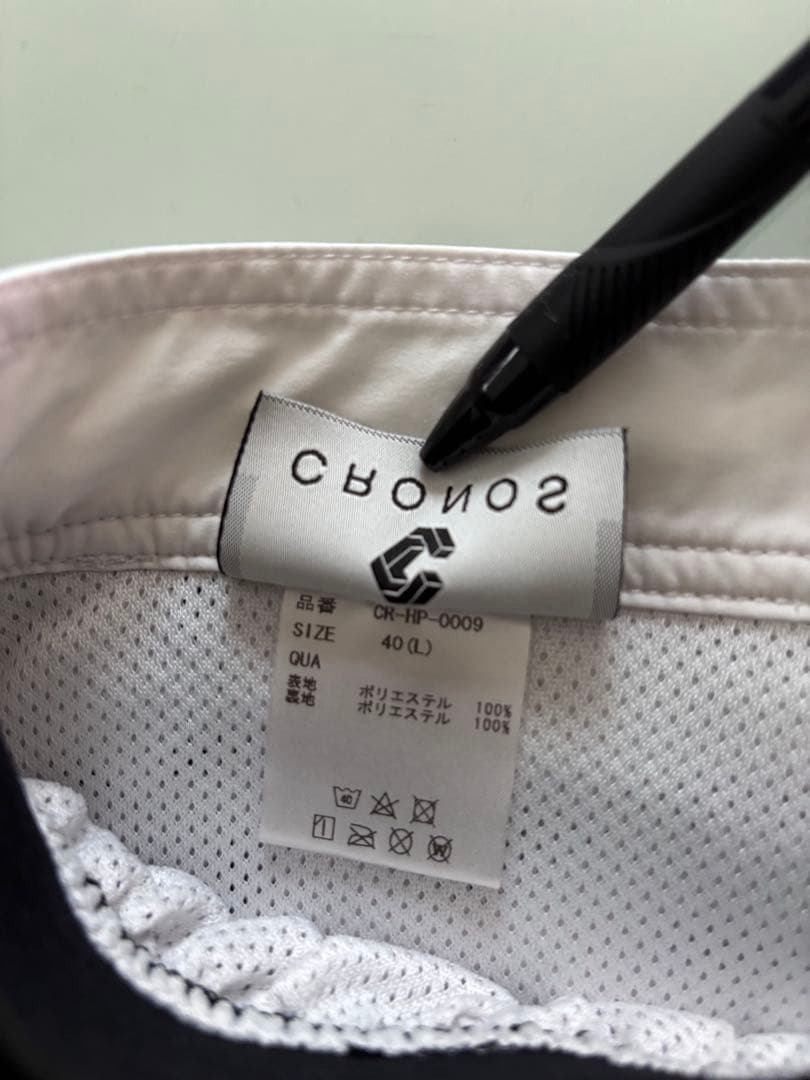 CRONOS
品番 CR-HP-0009
SIZE 40(L)
QUA
表地 ポリエステル 100%
裏地 ポリエステル 100%
40
W